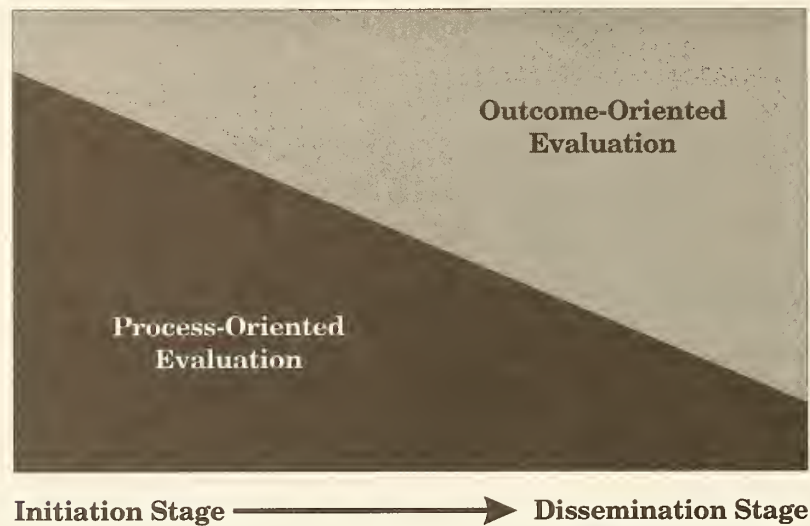 Outcome-Oriented
Evaluation
Process-Oriented
Evaluation
Initiation Stage
Dissemination Stage